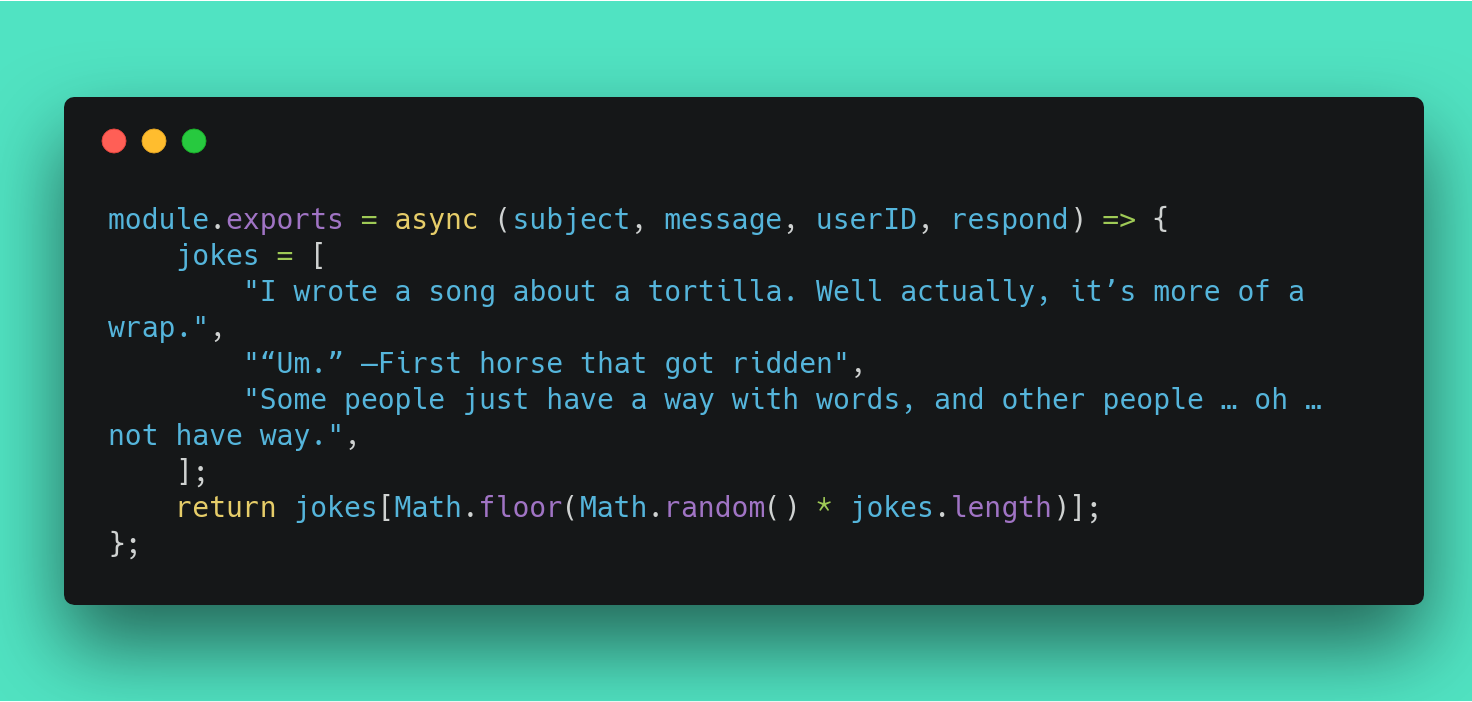 module.exports = async (subject, message, userID, respond) => {
    jokes = [
        "I wrote a song about a tortilla. Well actually, it’s more of a
wrap.",
        "“Um.” —First horse that got ridden",
        "Some people just have a way with words, and other people … oh …
not have way.",
    ];
    return jokes[Math.floor(Math.random() * jokes.length)];
};